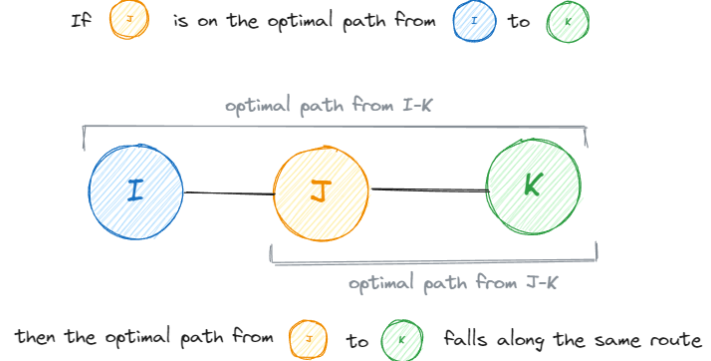 If J is on the optimal path from I to K
optimal path from I-K
I J K
optimal path from J-K
then the optimal path from J to K falls along the same route